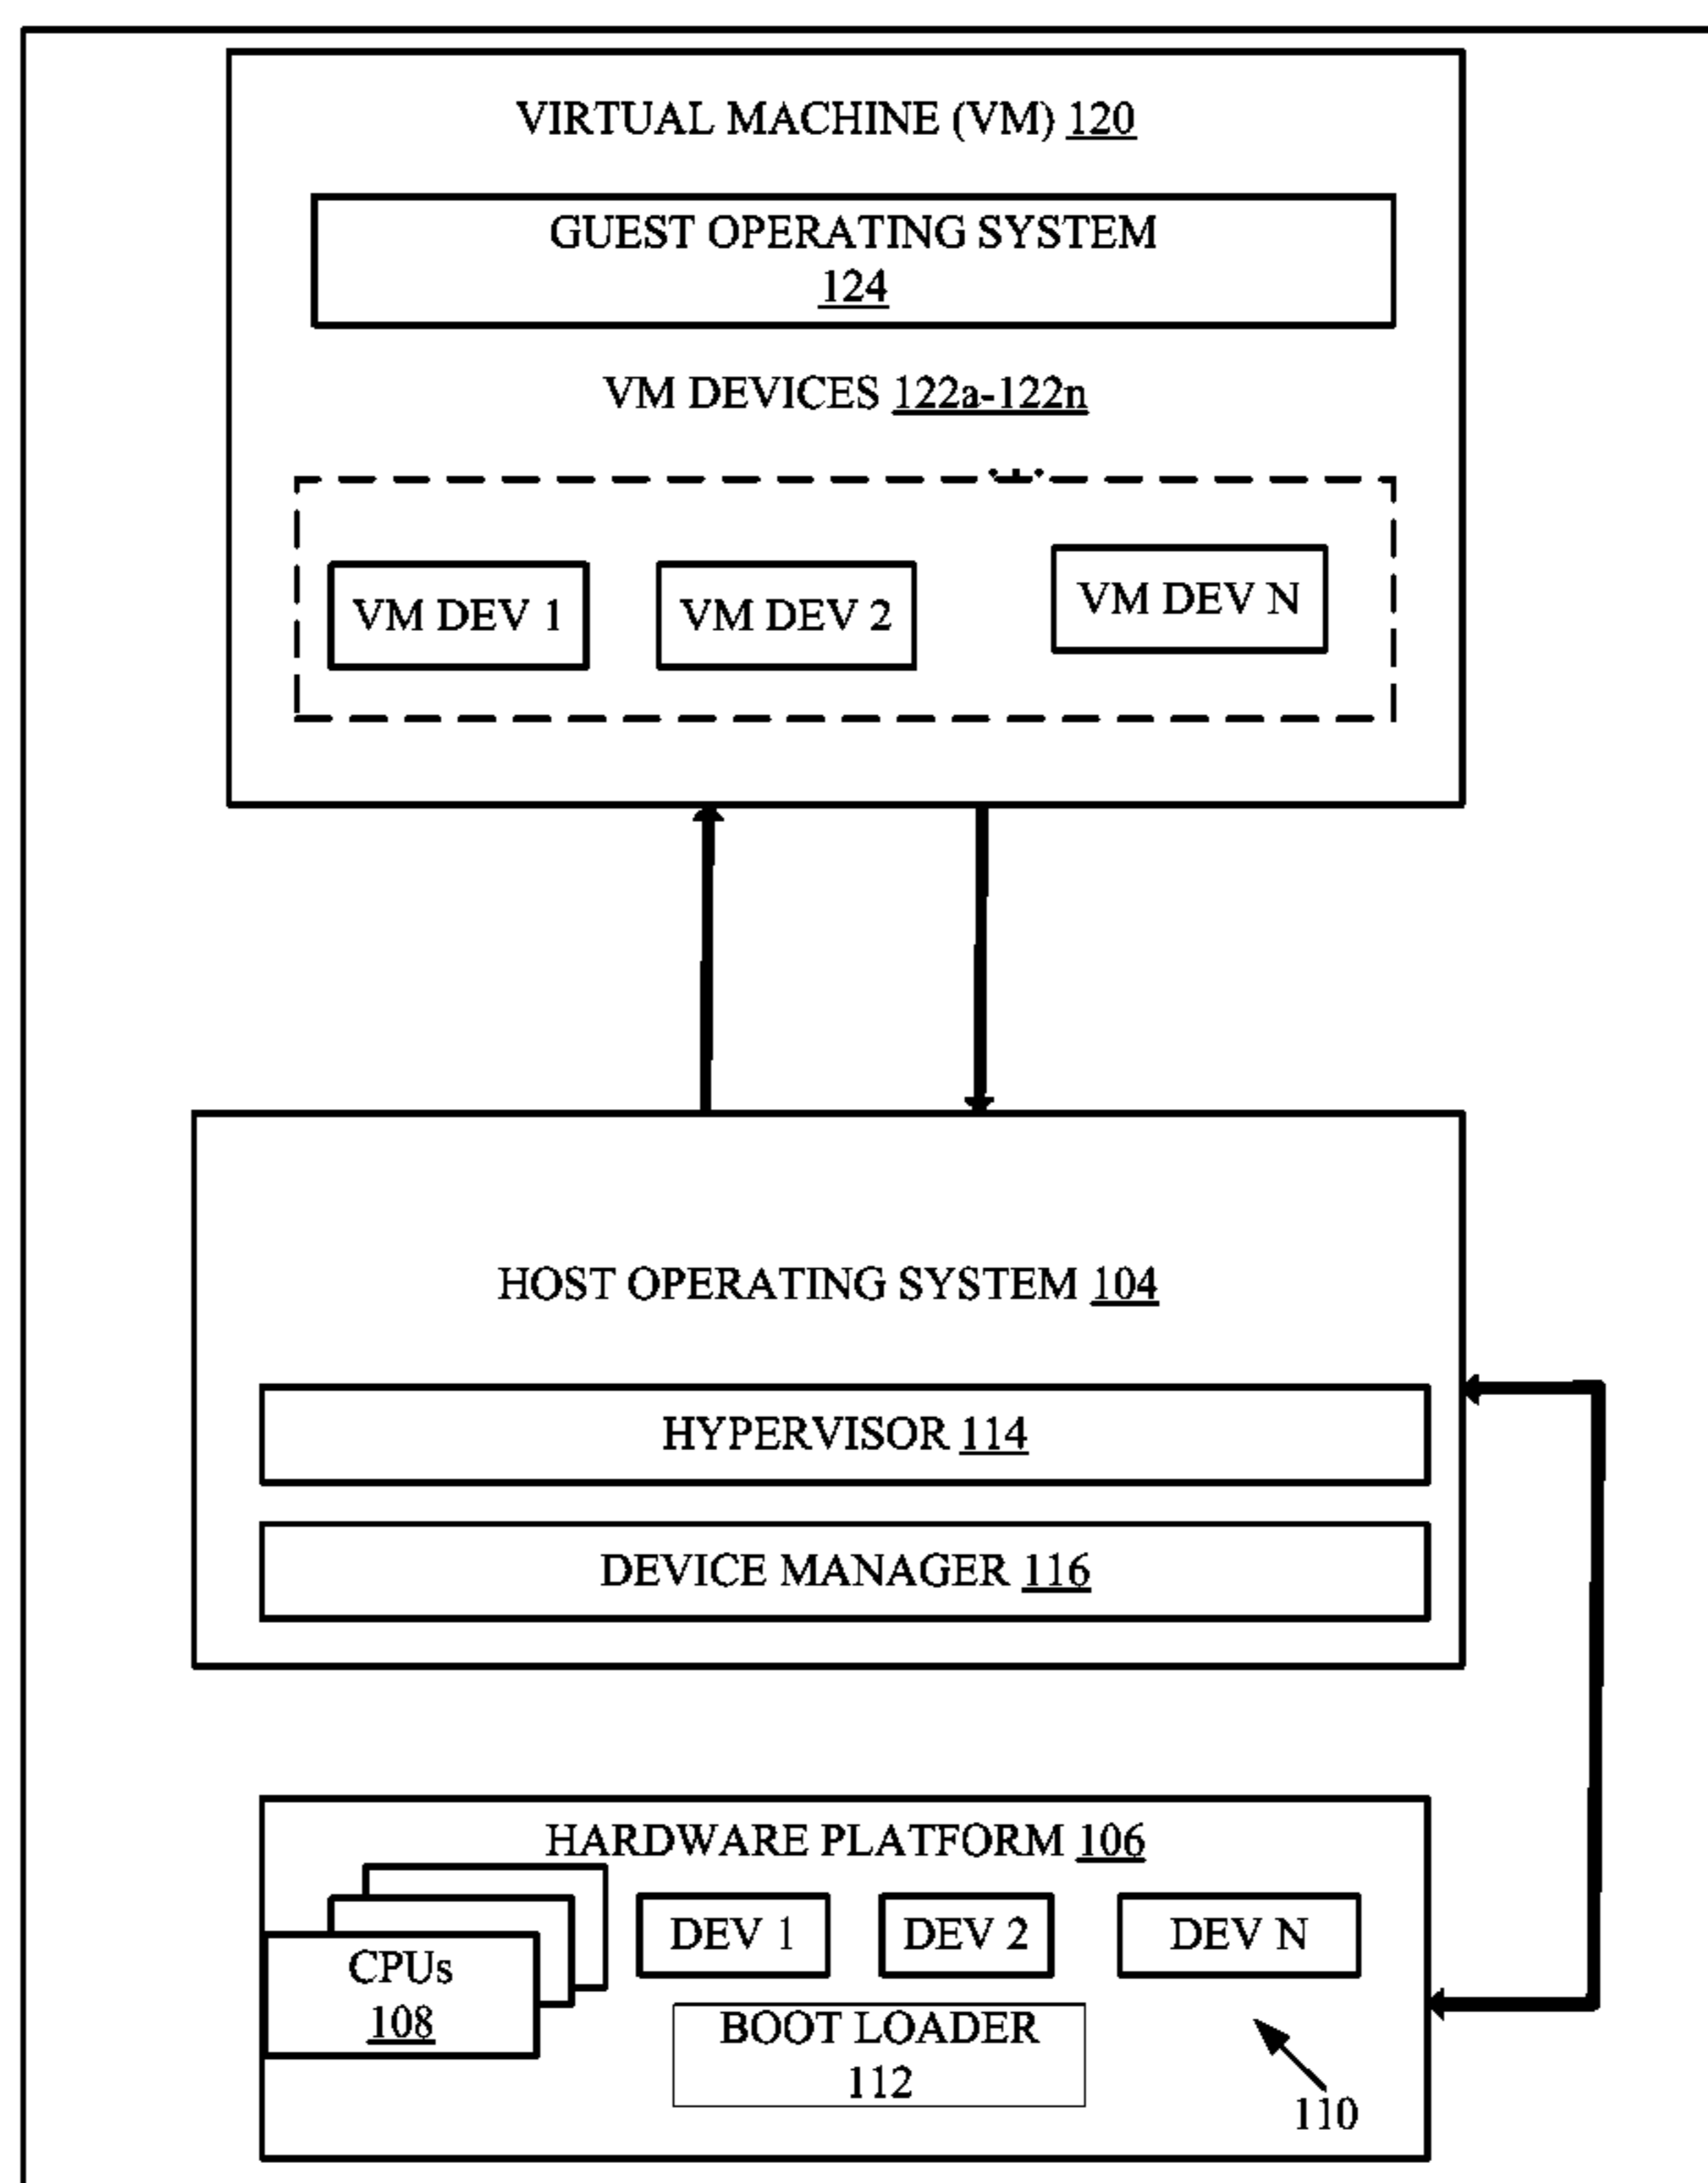 VIRTUAL MACHINE (VM) 120
GUEST OPERATING SYSTEM
124
VM DEVICES 122a-122n
VM DEV 1
VM DEV 2
VM DEV N
HOST OPERATING SYSTEM 104
HYPERVISOR 114
DEVICE MANAGER 116
HARDWARE PLATFORM 106
CPUs
108
DEV 1
DEV 2
DEV N
BOOT LOADER
112
110